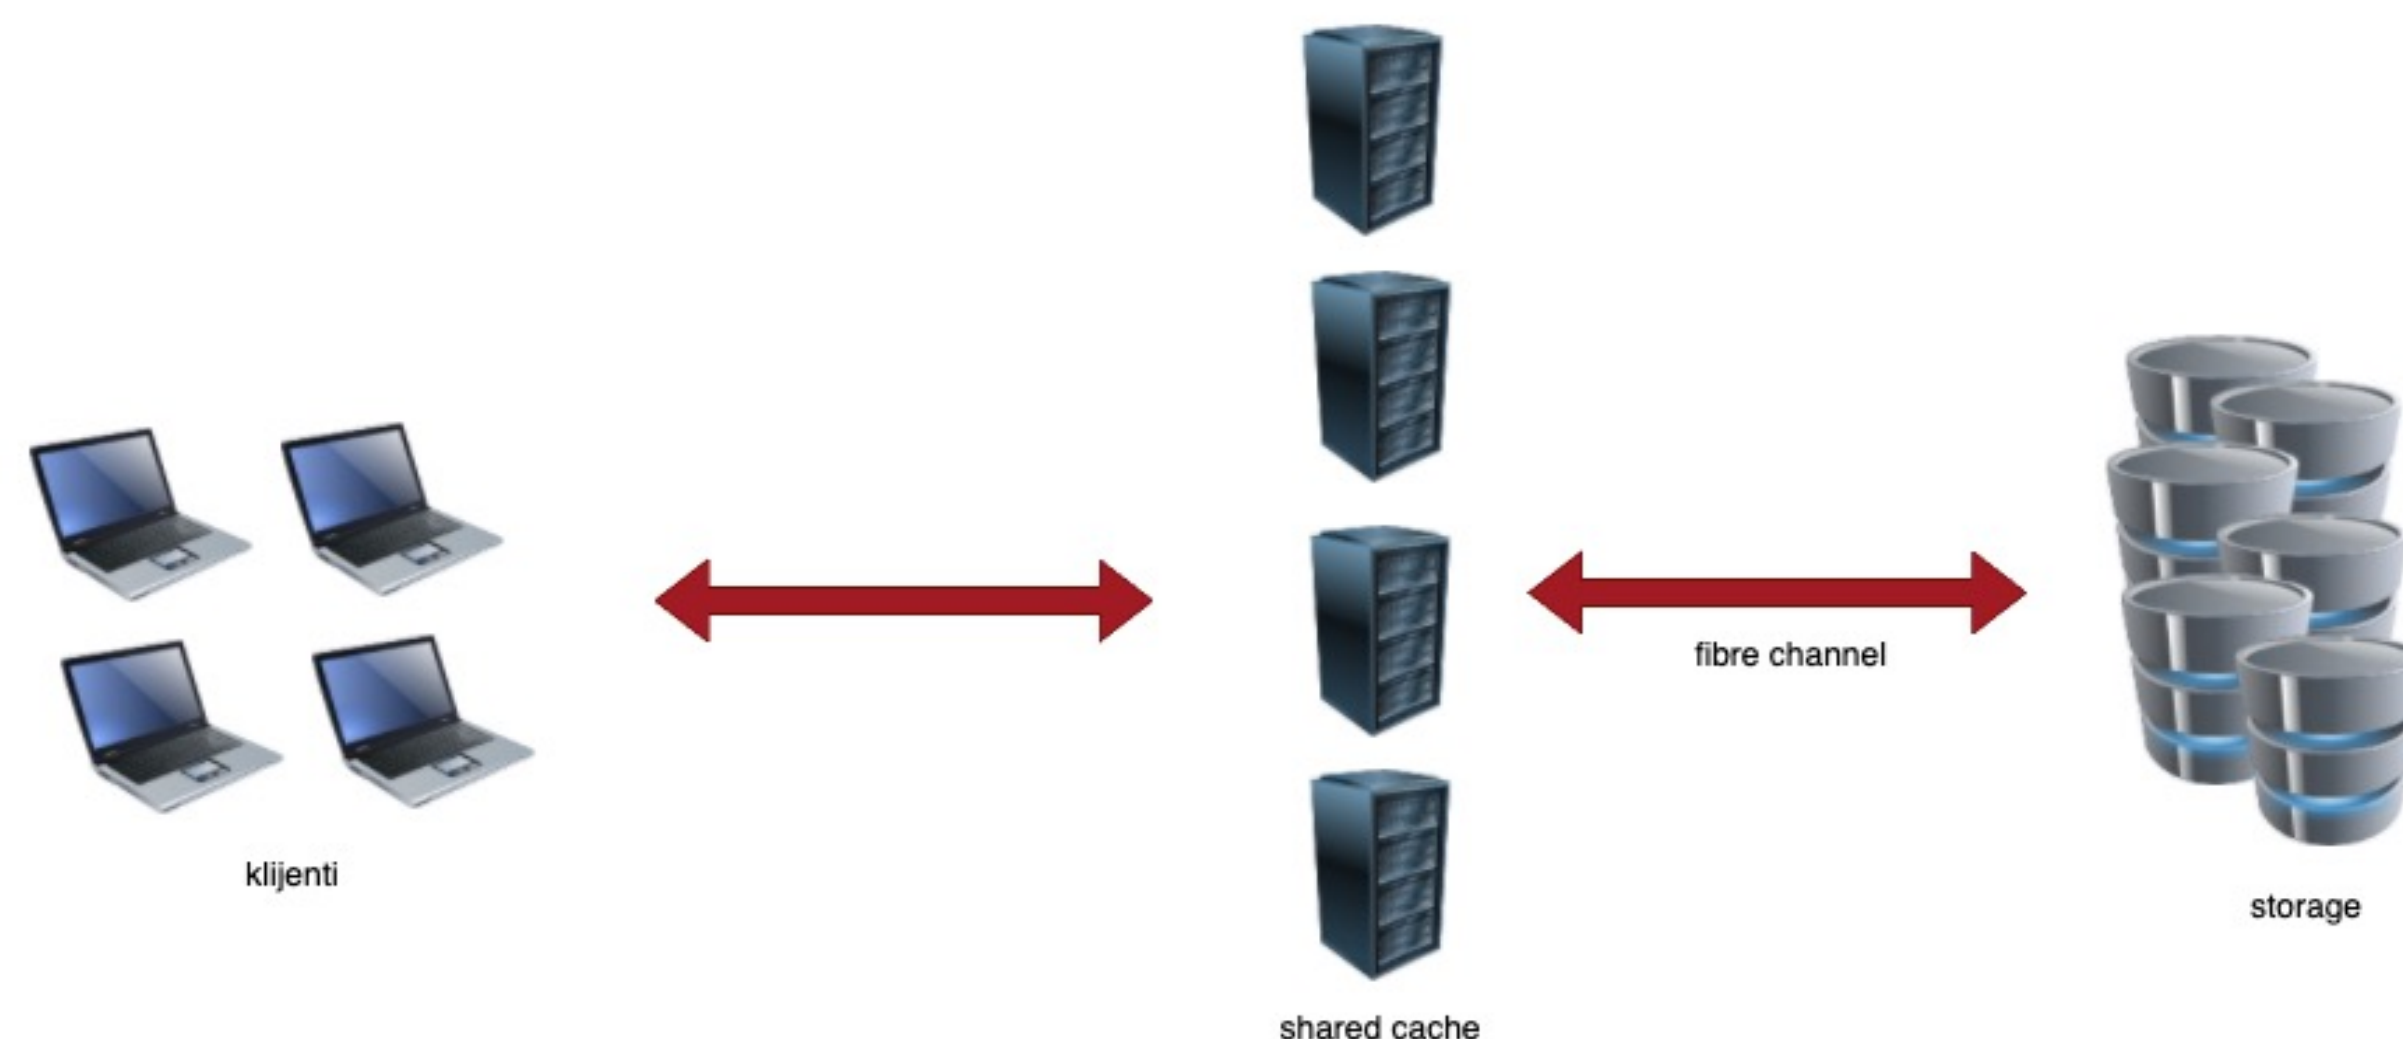 fibre channel
klijenti
storage
shared cache